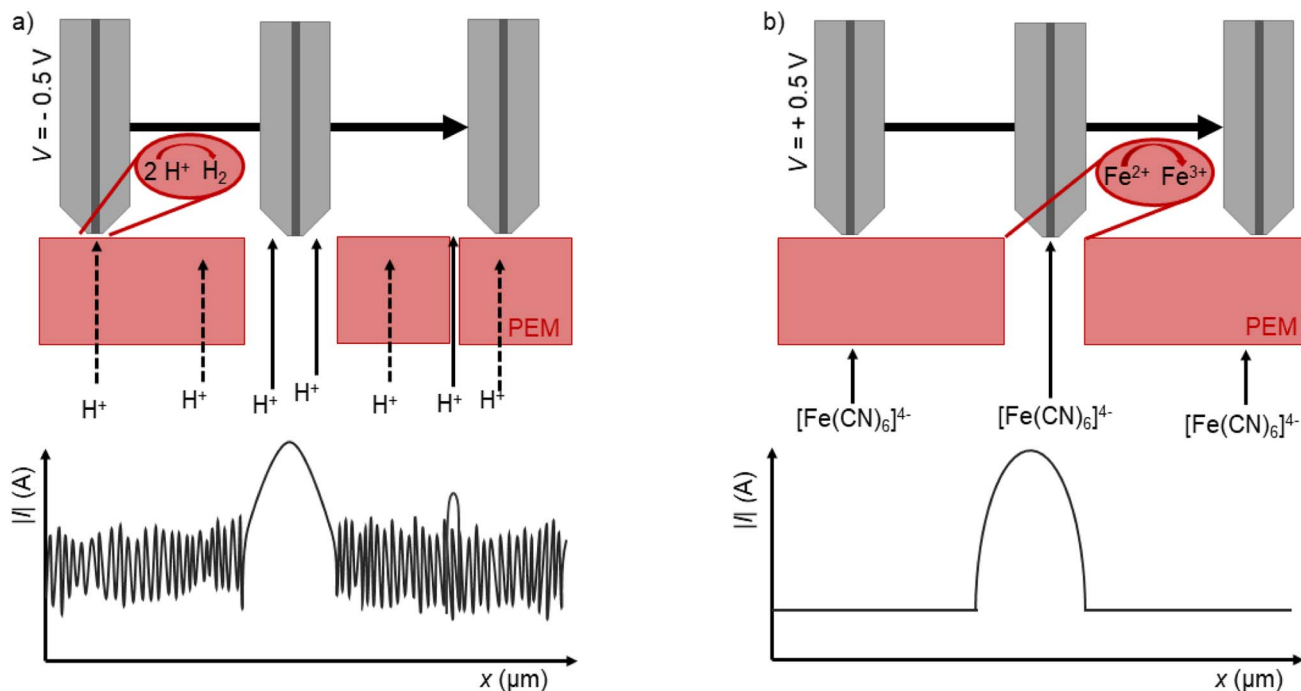 a)
V = - 0.5 V
2 H⁺ H₂
PEM
H⁺
H⁺
H⁺
H⁺
H⁺
H⁺
H⁺
|I| (A)
x (µm)
b)
V = + 0.5 V
Fe²⁺ Fe³⁺
PEM
[Fe(CN)₆]⁴⁻
[Fe(CN)₆]⁴⁻
[Fe(CN)₆]⁴⁻
|I| (A)
x (µm)